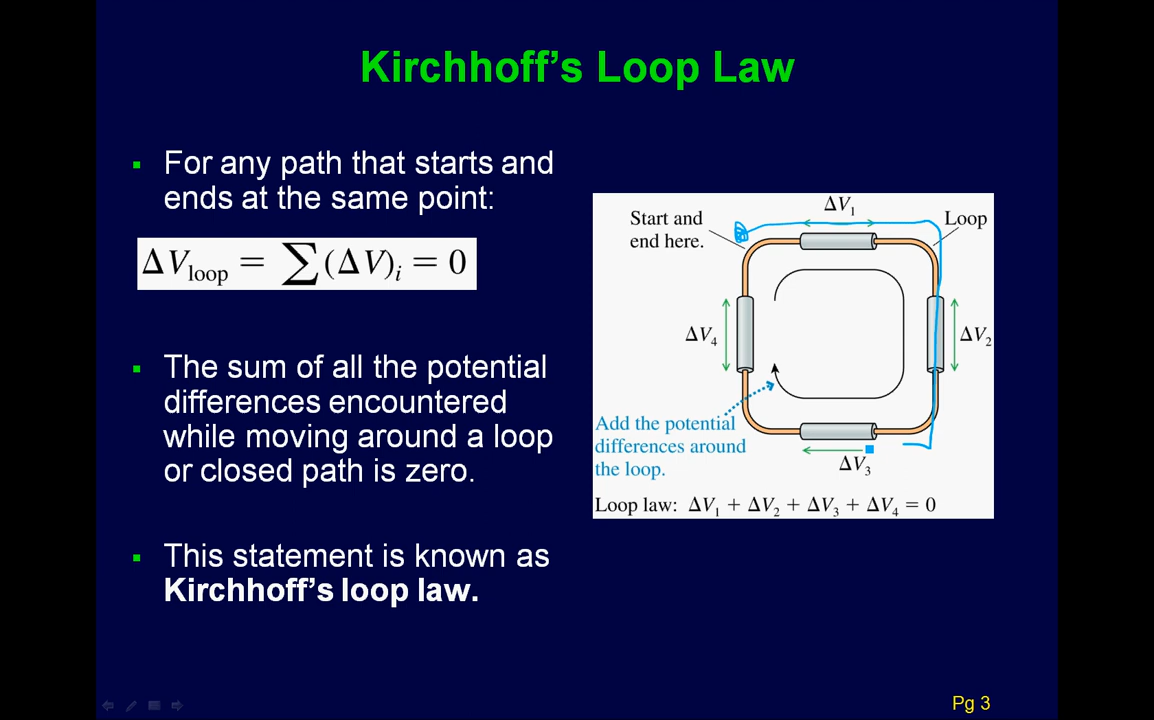 Kirchhoff’s Loop Law
▪ For any path that starts and
ends at the same point:
ΔV_loop = ∑(ΔV)_i = 0
▪ The sum of all the potential
differences encountered
while moving around a loop
or closed path is zero.
▪ This statement is known as
Kirchhoff’s loop law.
Start and
end here.
ΔV₁
Loop
ΔV₄
ΔV₂
Add the potential
differences around
the loop.
ΔV₃
Loop law: ΔV₁ + ΔV₂ + ΔV₃ + ΔV₄ = 0
Pg 3